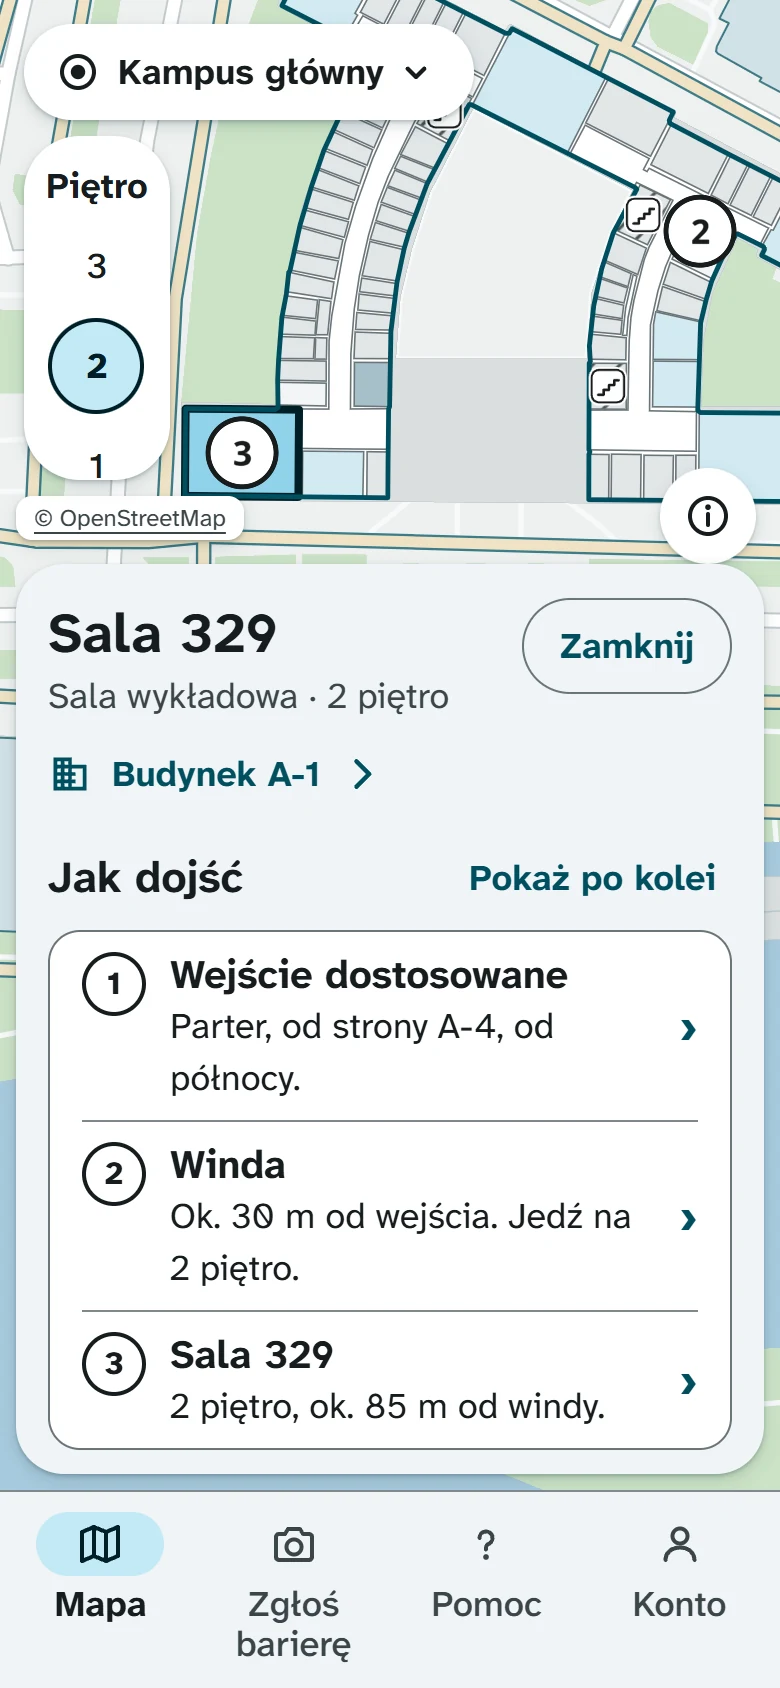 Kampus główny
Piętro
3
2
1
2
3
© OpenStreetMap
Sala 329
Zamknij
Sala wykładowa · 2 piętro
Budynek A-1
Jak dojść
Pokaż po kolei
1
Wejście dostosowane
Parter, od strony A-4, od
północy.
2
Winda
Ok. 30 m od wejścia. Jedź na
2 piętro.
3
Sala 329
2 piętro, ok. 85 m od windy.
Mapa
Zgłoś
barierę
Pomoc
Konto